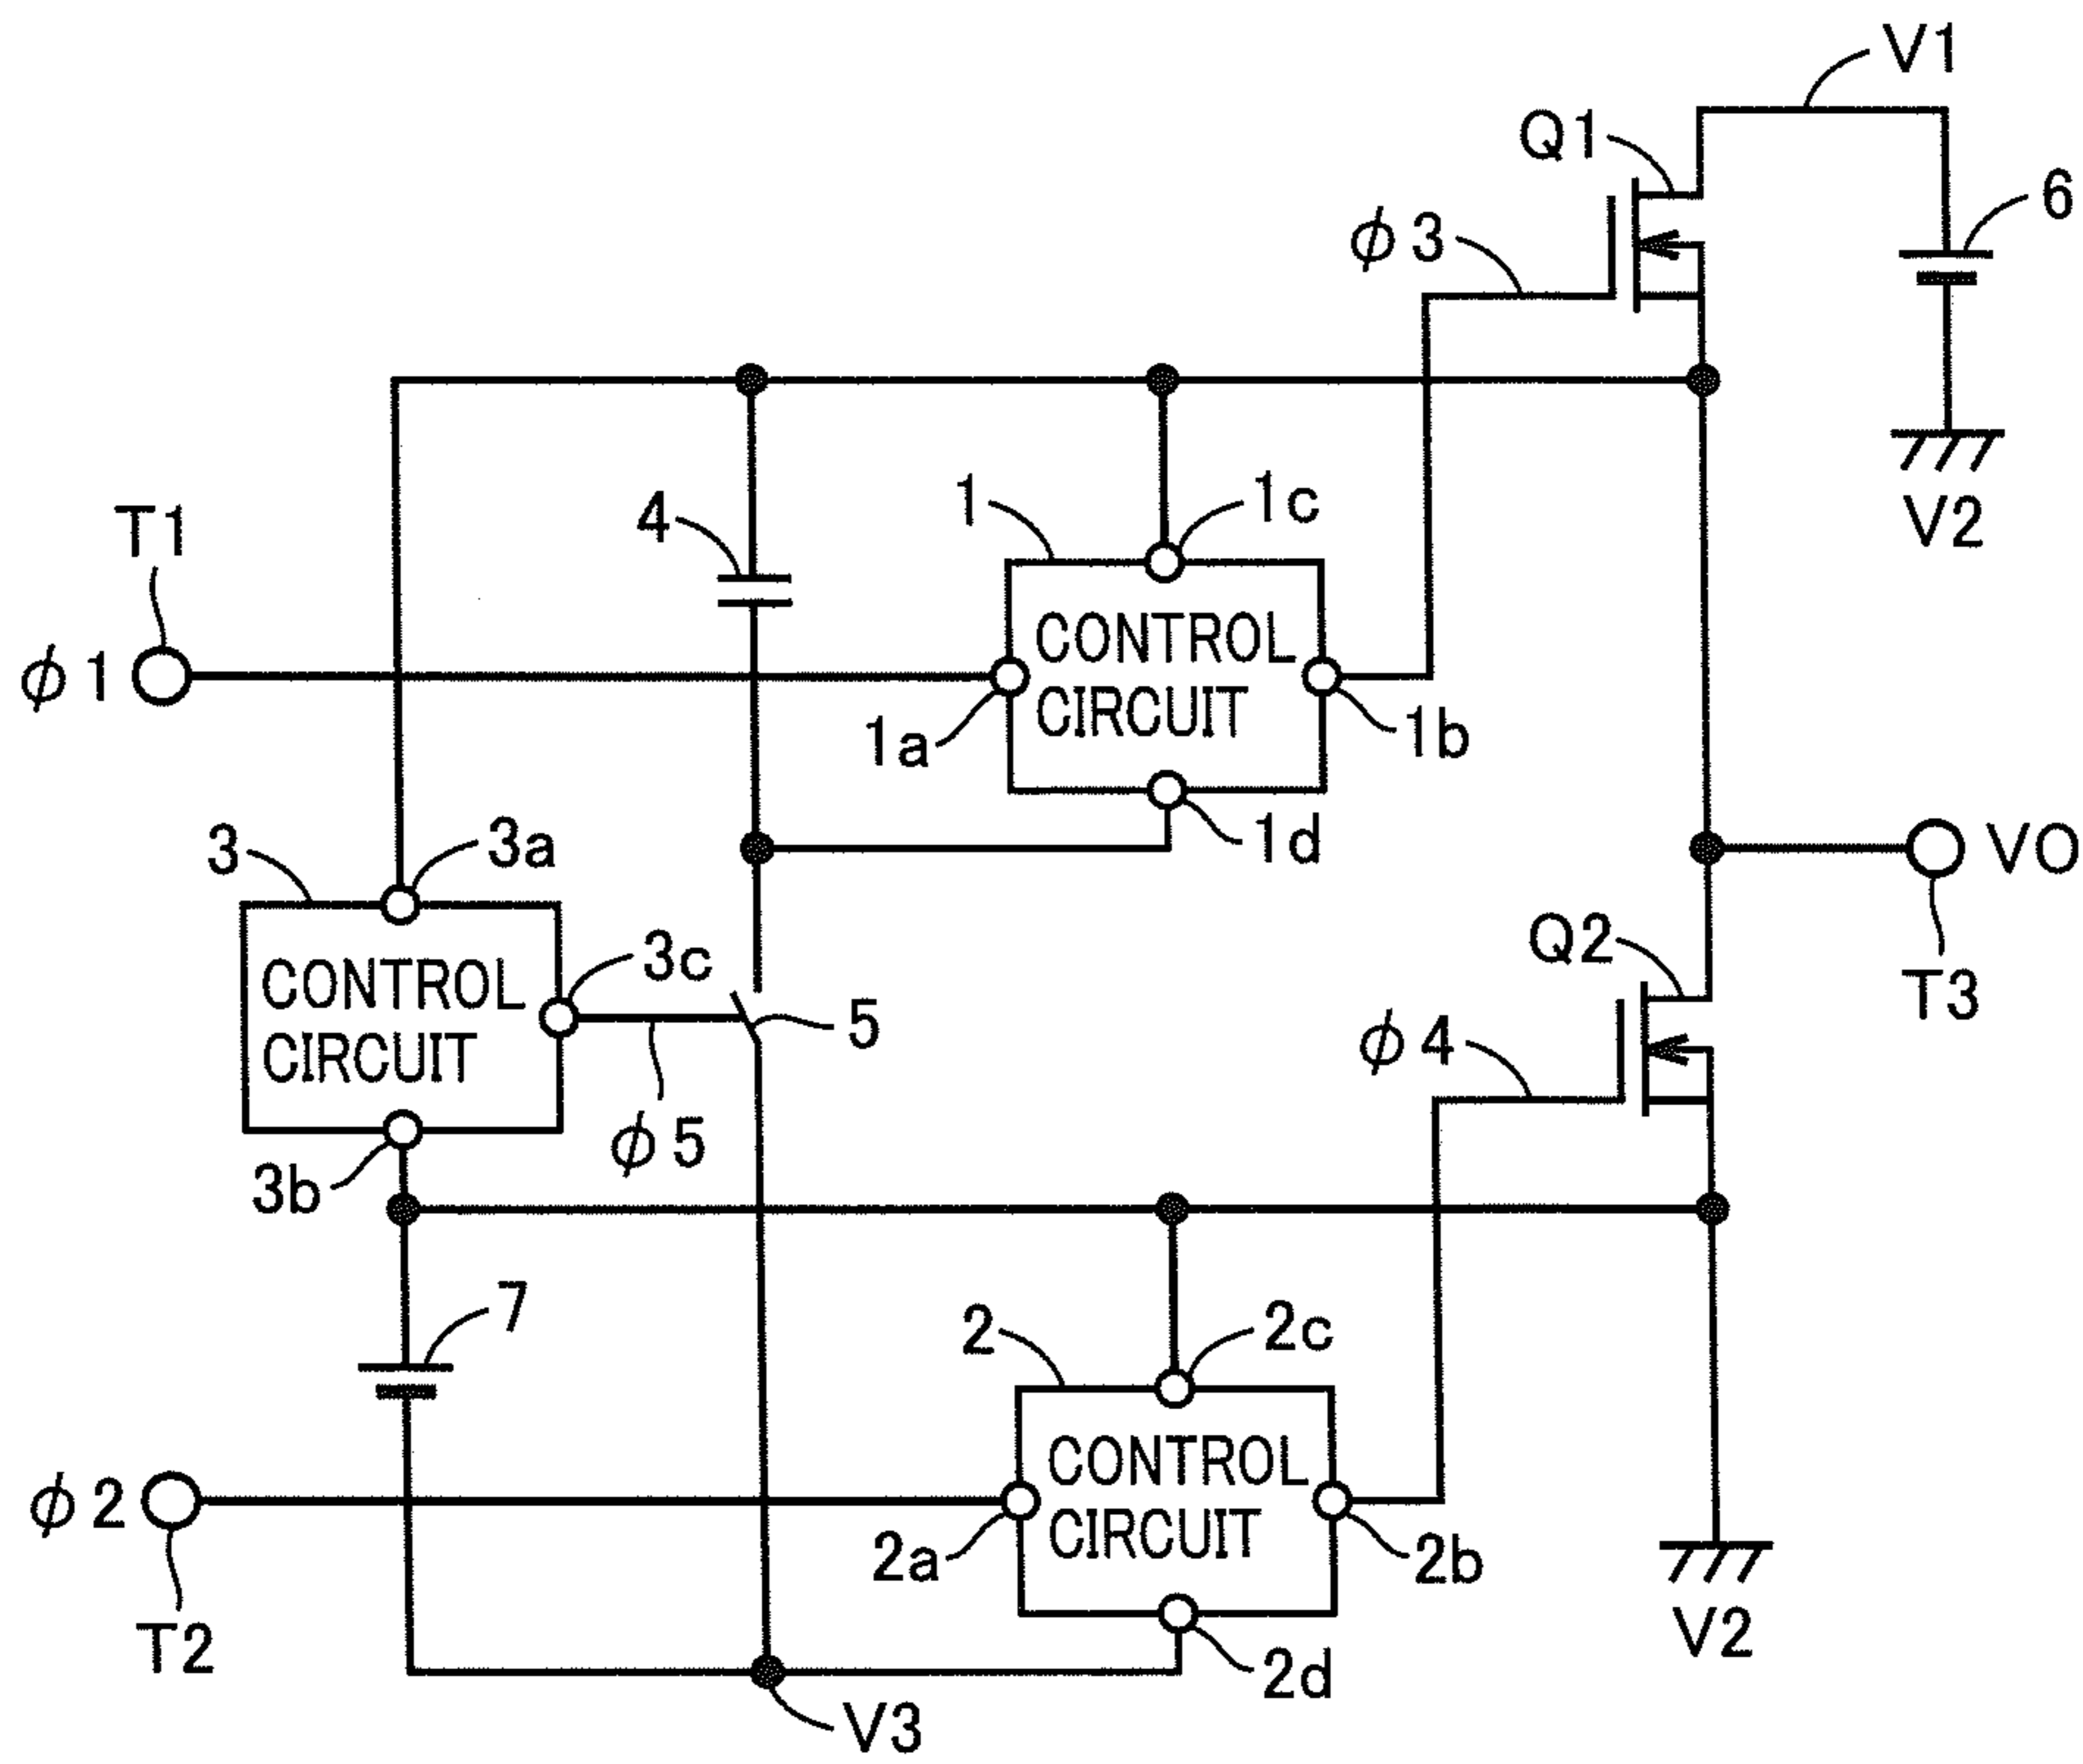 V1
Q1
6
φ3
V2
T1
4
1
1c
φ1
CONTROL
CIRCUIT
1a
1b
1d
3
3a
VO
Q2
3c
CONTROL
CIRCUIT
5
T3
φ4
φ5
3b
7
2
2c
φ2
CONTROL
CIRCUIT
2a
2b
T2
2d
V2
V3